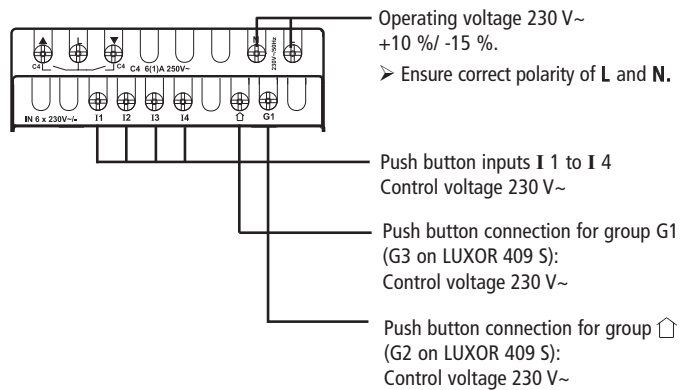 Operating voltage 230 V~
+10 %/ -15 %.
➢ Ensure correct polarity of L and N.
▲ L ▼ N L
C4 C4 C4 6(1)A 250V~ 220V~/50Hz
IN 6 x 230V~/- I1 I2 I3 I4 G1
Push button inputs I 1 to I 4
Control voltage 230 V~
Push button connection for group G1
(G3 on LUXOR 409 S):
Control voltage 230 V~
Push button connection for group
(G2 on LUXOR 409 S):
Control voltage 230 V~